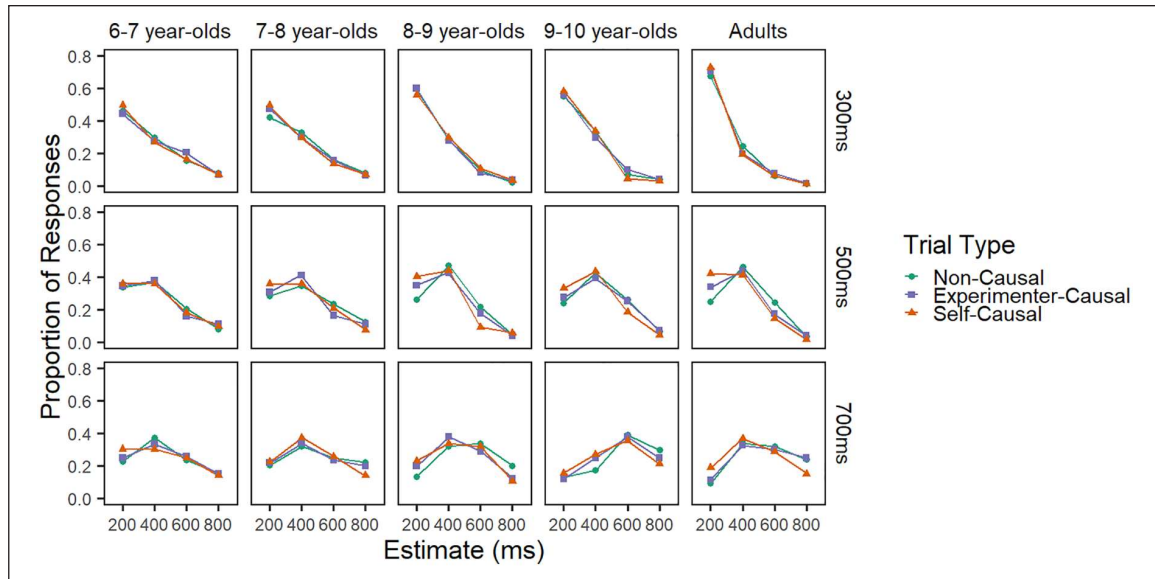 6-7 year-olds 7-8 year-olds 8-9 year-olds 9-10 year-olds Adults
Proportion of Responses
0.8
0.6
0.4
0.2
0.0
300ms
0.8
0.6
0.4
0.2
0.0
500ms
0.8
0.6
0.4
0.2
0.0
700ms
200 400 600 800 200 400 600 800 200 400 600 800 200 400 600 800 200 400 600 800
Estimate (ms)
Trial Type
Non-Causal
Experimenter-Causal
Self-Causal